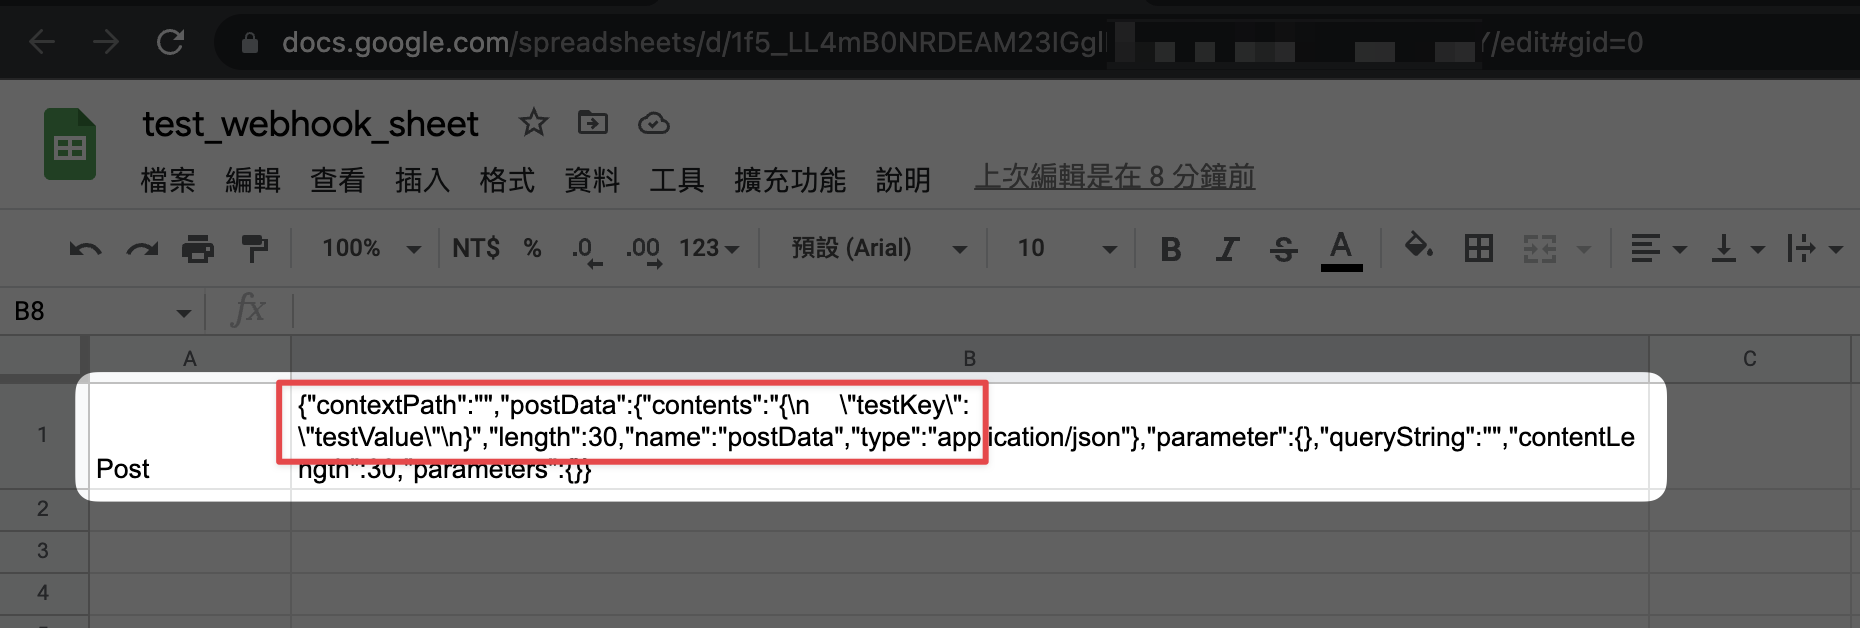 docs.google.com/spreadsheets/d/1f5_LL4mB0NRDEAM23IGgl /edit#gid=0
test_webhook_sheet
檔案 編輯 查看 插入 格式 資料 工具 擴充功能 說明 上次編輯是在 8 分鐘前
100% NT$ % .0 .00 123 預設 (Arial) 10 B I S A
B8 fx
A B C
1 Post {"contextPath":"","postData":{"contents":"{\n    \"testKey\":
\"testValue\"\n}","length":30,"name":"postData","type":"application/json"},"parameter":{},"queryString":"","contentLe
ngth":30,"parameters":{}}
2
3
4